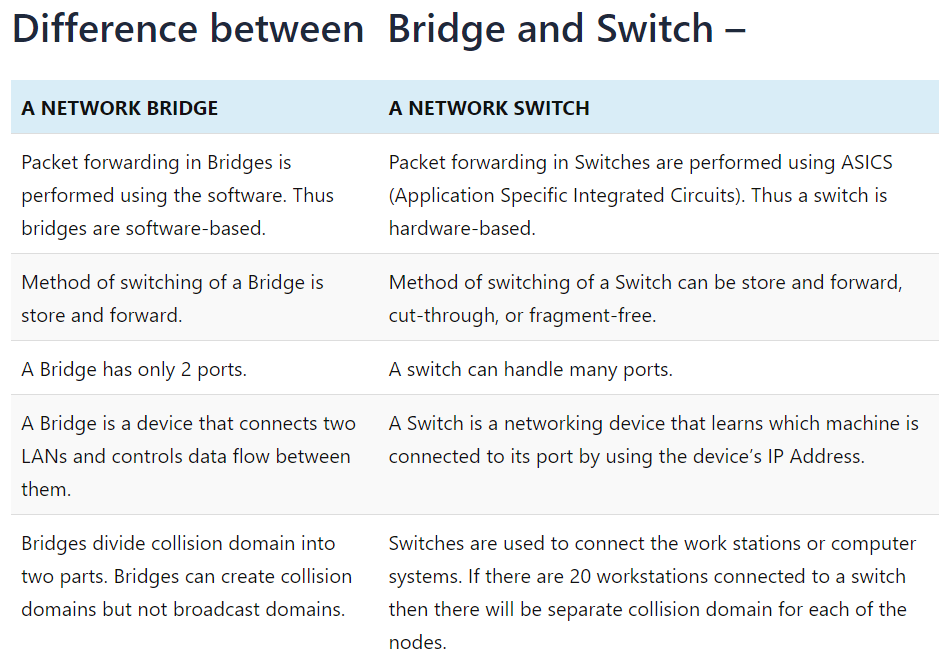 Difference between Bridge and Switch –
A NETWORK BRIDGE
A NETWORK SWITCH
Packet forwarding in Bridges is
performed using the software. Thus
bridges are software-based.
Packet forwarding in Switches are performed using ASICS
(Application Specific Integrated Circuits). Thus a switch is
hardware-based.
Method of switching of a Bridge is
store and forward.
Method of switching of a Switch can be store and forward,
cut-through, or fragment-free.
A Bridge has only 2 ports.
A switch can handle many ports.
A Bridge is a device that connects two
LANs and controls data flow between
them.
A Switch is a networking device that learns which machine is
connected to its port by using the device’s IP Address.
Bridges divide collision domain into
two parts. Bridges can create collision
domains but not broadcast domains.
Switches are used to connect the work stations or computer
systems. If there are 20 workstations connected to a switch
then there will be separate collision domain for each of the
nodes.